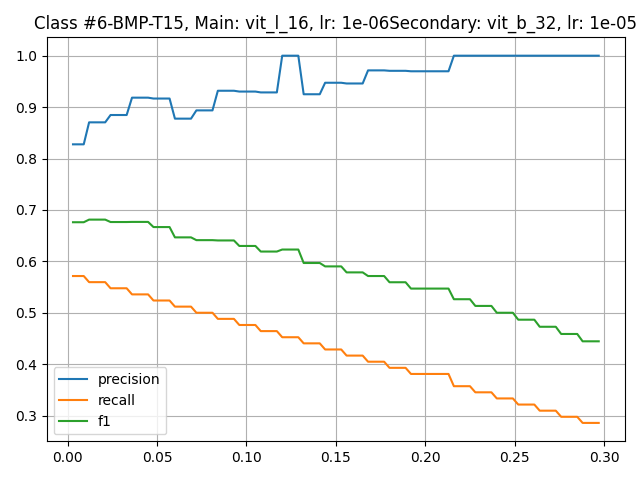 Class #6-BMP-T15, Main: vit_l_16, lr: 1e-06Secondary: vit_b_32, lr: 1e-05
1.0
0.9
0.8
0.7
0.6
0.5
0.4
0.3
precision
recall
f1
0.00 0.05 0.10 0.15 0.20 0.25 0.30